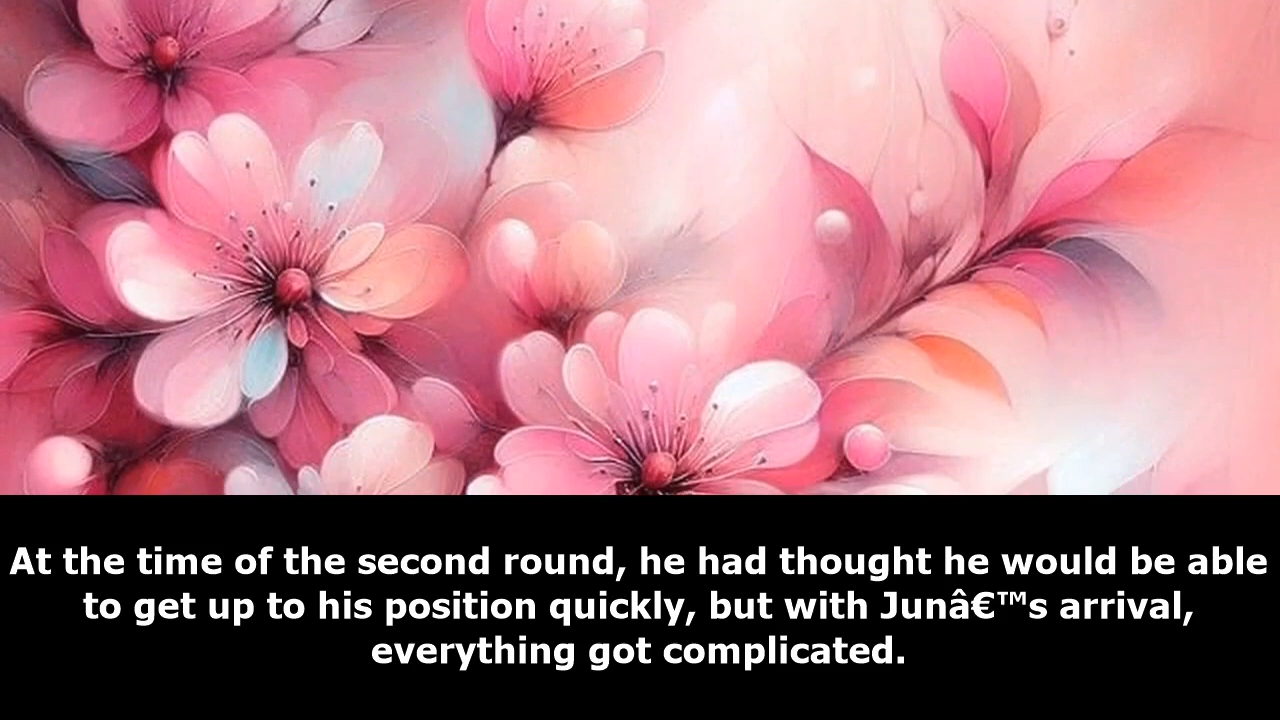 At the time of the second round, he had thought he would be able
to get up to his position quickly, but with Junâ€™s arrival,
everything got complicated.